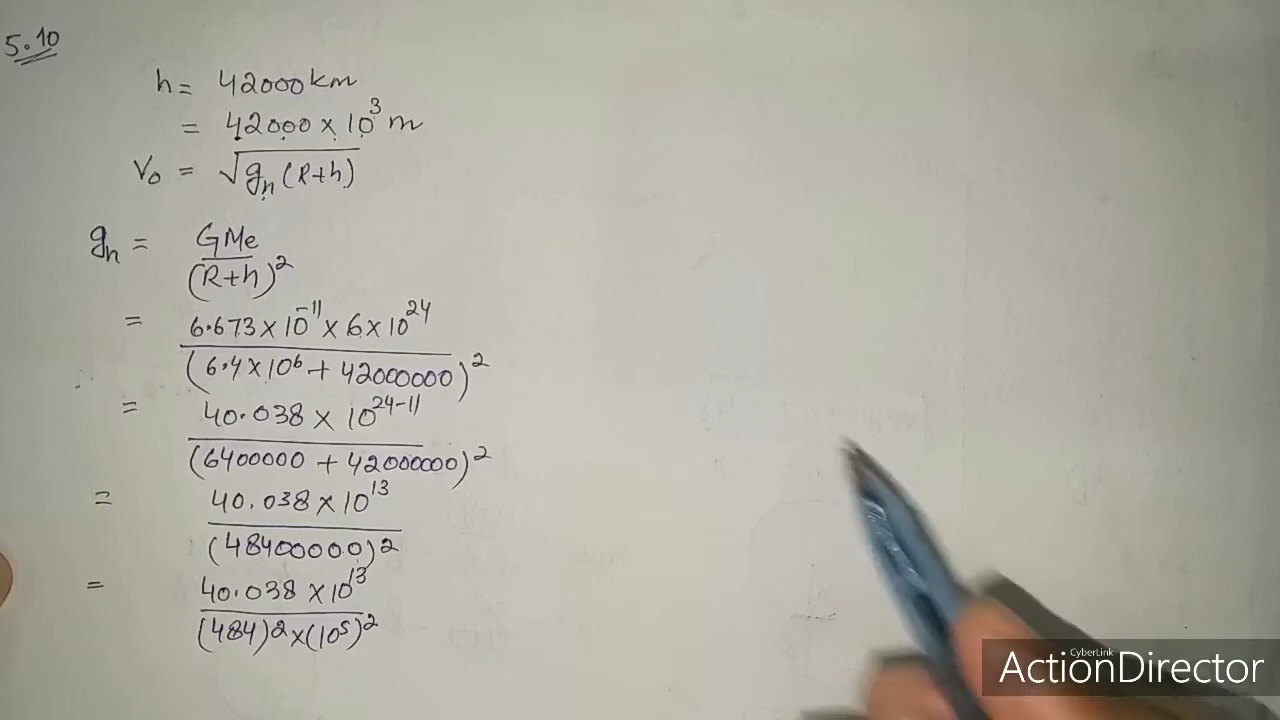 5.10
h = 42000 km
= 42000 × 10³ m
V₀ = √gₕ (R+h)
gₕ = GMe
(R+h)²
= 6.673 × 10⁻¹¹ × 6 × 10²⁴
(6.4 × 10⁶ + 42000000)²
= 40.038 × 10²⁴⁻¹¹
(6400000 + 42000000)²
= 40.038 × 10¹³
(48400000)²
= 40.038 × 10¹³
(484)² × (10⁵)²
CyberLink
ActionDirector